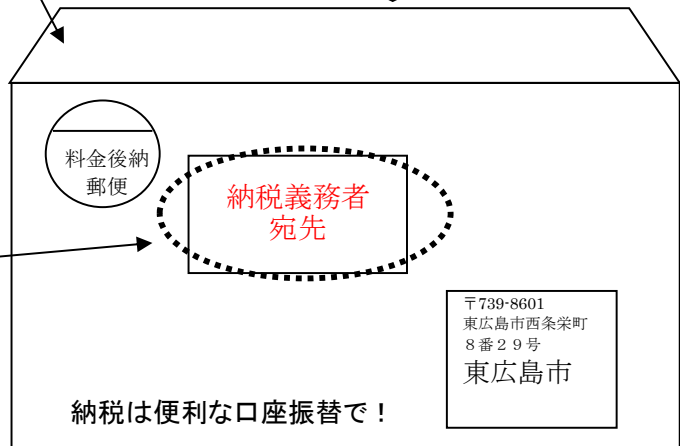 料金後納
郵便
納税義務者
宛先
〒739-8601
東広島市西条栄町
８番２９号
東広島市
納税は便利な口座振替で！